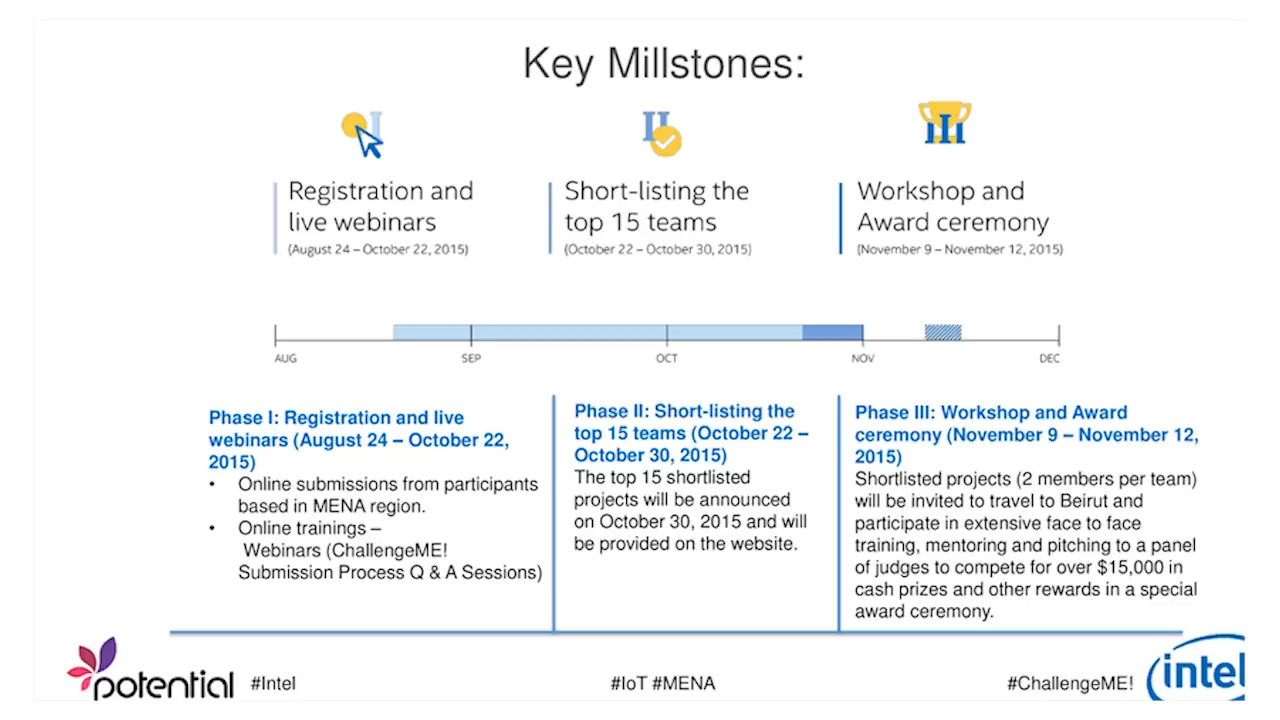 Key Millstones:
I
II
III
Registration and
live webinars
(August 24 – October 22, 2015)
Short-listing the
top 15 teams
(October 22 – October 30, 2015)
Workshop and
Award ceremony
(November 9 – November 12, 2015)
AUG
SEP
OCT
NOV
DEC
Phase I: Registration and live
webinars (August 24 – October 22,
2015)
• Online submissions from participants
based in MENA region.
• Online trainings –
Webinars (ChallengeME!
Submission Process Q & A Sessions)
Phase II: Short-listing the
top 15 teams (October 22 –
October 30, 2015)
The top 15 shortlisted
projects will be announced
on October 30, 2015 and will
be provided on the website.
Phase III: Workshop and Award
ceremony (November 9 – November 12,
2015)
Shortlisted projects (2 members per team)
will be invited to travel to Beirut and
participate in extensive face to face
training, mentoring and pitching to a panel
of judges to compete for over $15,000 in
cash prizes and other rewards in a special
award ceremony.
potential
#Intel
#IoT #MENA
#ChallengeME!
intel